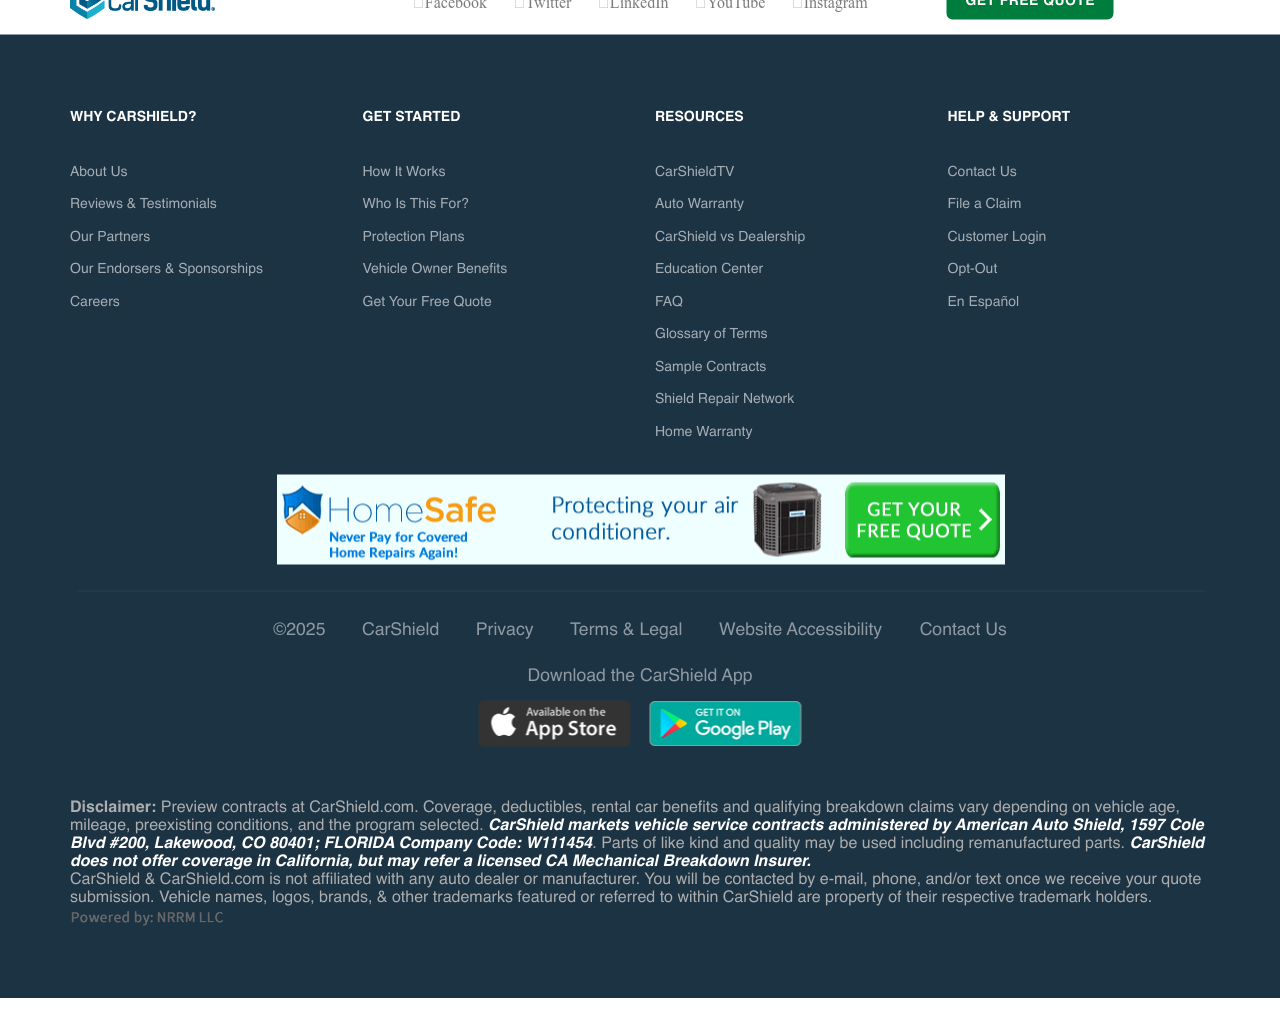 CarShield.
Facebook Twitter LinkedIn YouTube Instagram
GET FREE QUOTE
WHY CARSHIELD?
About Us
Reviews & Testimonials
Our Partners
Our Endorsers & Sponsorships
Careers
GET STARTED
How It Works
Who Is This For?
Protection Plans
Vehicle Owner Benefits
Get Your Free Quote
RESOURCES
CarShieldTV
Auto Warranty
CarShield vs Dealership
Education Center
FAQ
Glossary of Terms
Sample Contracts
Shield Repair Network
Home Warranty
HELP & SUPPORT
Contact Us
File a Claim
Customer Login
Opt-Out
En Español
HomeSafe
Never Pay for Covered
Home Repairs Again!
Protecting your air
conditioner.
GET YOUR
FREE QUOTE
©2025 CarShield Privacy Terms & Legal Website Accessibility Contact Us
Download the CarShield App
Available on the
App Store
GET IT ON
Google Play
Disclaimer: Preview contracts at CarShield.com. Coverage, deductibles, rental car benefits and qualifying breakdown claims vary depending on vehicle age,
mileage, preexisting conditions, and the program selected. CarShield markets vehicle service contracts administered by American Auto Shield, 1597 Cole
Blvd #200, Lakewood, CO 80401; FLORIDA Company Code: W111454. Parts of like kind and quality may be used including remanufactured parts. CarShield
does not offer coverage in California, but may refer a licensed CA Mechanical Breakdown Insurer.
CarShield & CarShield.com is not affiliated with any auto dealer or manufacturer. You will be contacted by e-mail, phone, and/or text once we receive your quote
submission. Vehicle names, logos, brands, & other trademarks featured or referred to within CarShield are property of their respective trademark holders.
Powered by: NRRM LLC